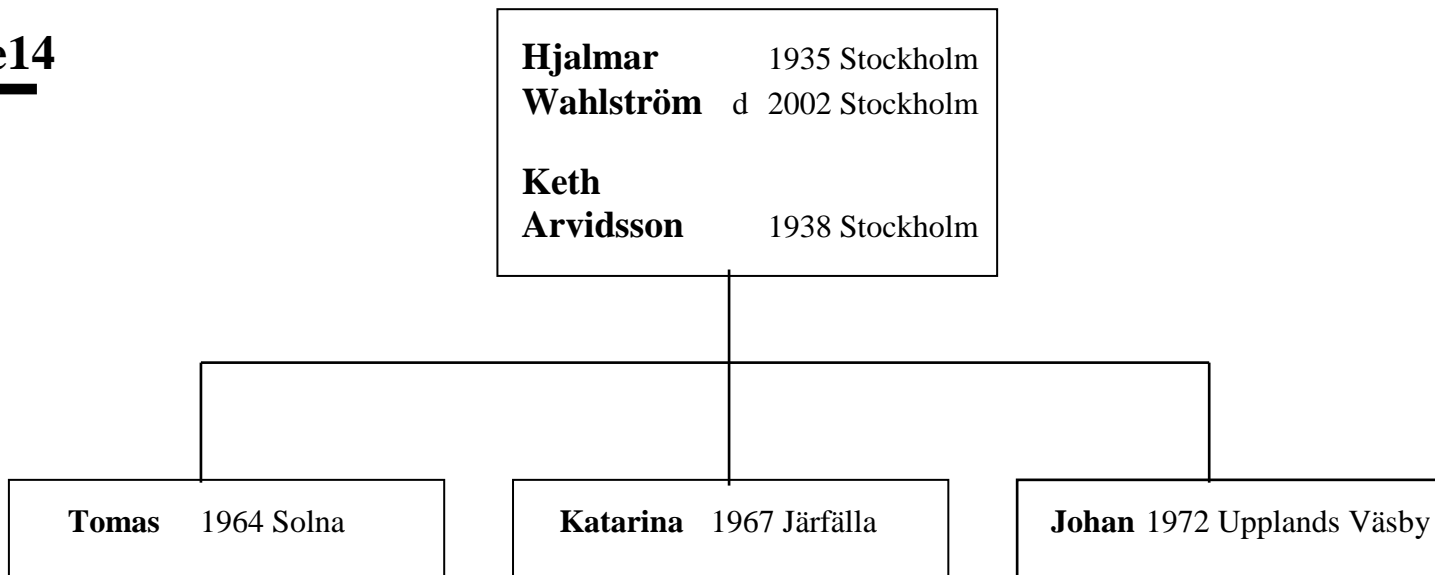 e14
Hjalmar 1935 Stockholm
Wahlström d 2002 Stockholm
Keth
Arvidsson 1938 Stockholm
Tomas 1964 Solna
Katarina 1967 Järfälla
Johan 1972 Upplands Väsby